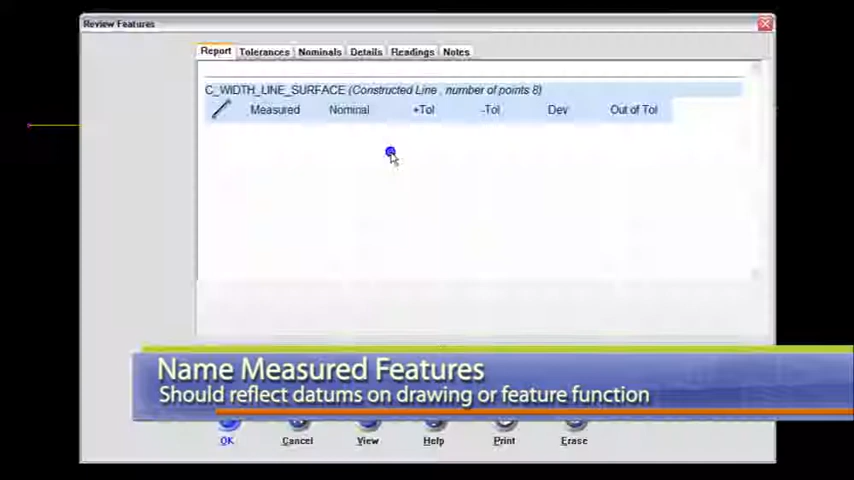 Review Features
Report Tolerances Nominals Details Readings Notes
C_WIDTH_LINE_SURFACE (Constructed Line , number of points 8)
Measured Nominal +Tol -Tol Dev Out of Tol
Name Measured Features
Should reflect datums on drawing or feature function
OK Cancel View Help Print Erase